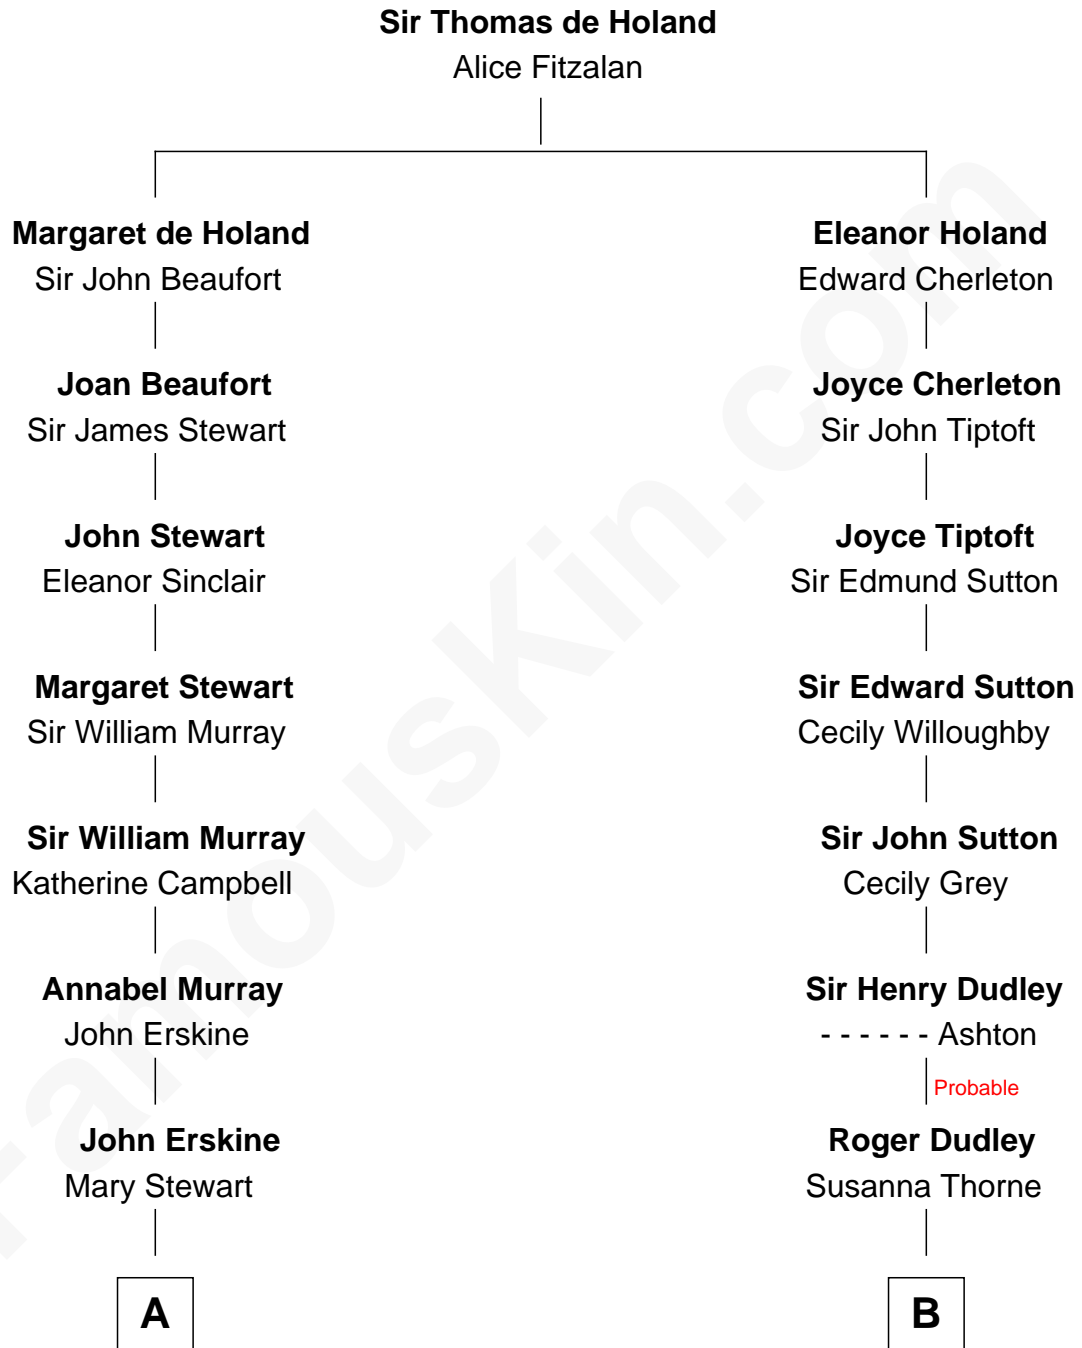 Sir Thomas de Holand
Alice Fitzalan
Margaret de Holand
Sir John Beaufort
Eleanor Holand
Edward Cherleton
Joan Beaufort
Sir James Stewart
Joyce Cherleton
Sir John Tiptoft
John Stewart
Eleanor Sinclair
Joyce Tiptoft
Sir Edmund Sutton
Margaret Stewart
Sir William Murray
Sir Edward Sutton
Cecily Willoughby
Sir William Murray
Katherine Campbell
Sir John Sutton
Cecily Grey
Annabel Murray
John Erskine
Sir Henry Dudley
- - - - - - Ashton
Probable
John Erskine
Mary Stewart
Roger Dudley
Susanna Thorne
A
B
FamousKin.com